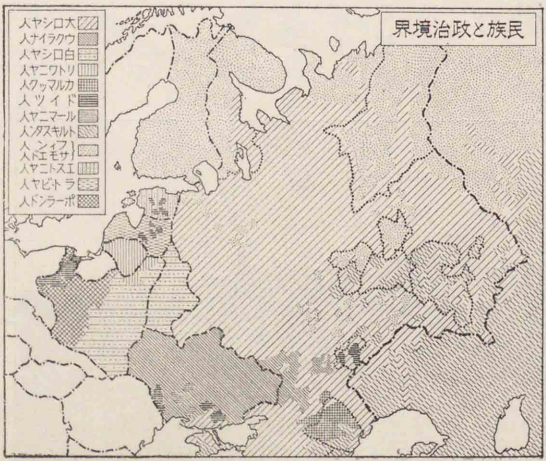 民族と政治境界
大ロシヤ人
ウクライナ人
白ロシヤ人
リトワニヤ人
カルマック人
ドイツ人
ルーマニヤ人
トルキスタン人
フィン人
サモエド人
エストニヤ人
ラトビヤ人
ポーランド人